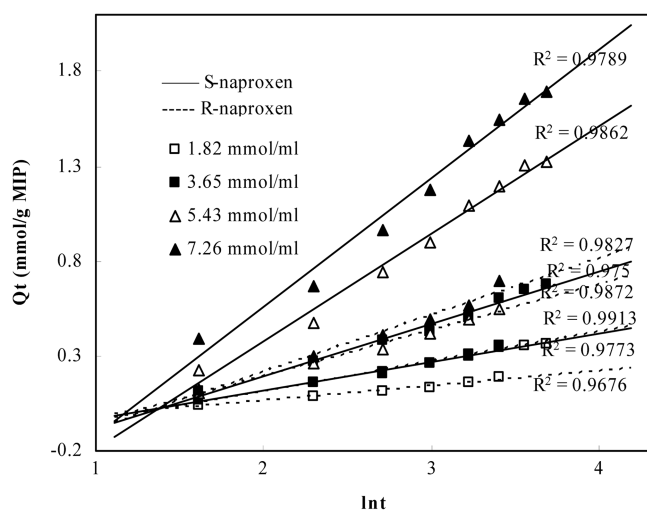 1.8
1.3
0.8
0.3
-0.2
Qt (mmol/g MIP)
S-naproxen
R-naproxen
1.82 mmol/ml
3.65 mmol/ml
5.43 mmol/ml
7.26 mmol/ml
R² = 0.9789
R² = 0.9862
R² = 0.9827
R² = 0.975
R² = 0.9872
R² = 0.9913
R² = 0.9773
R² = 0.9676
1 2 3 4
lnt